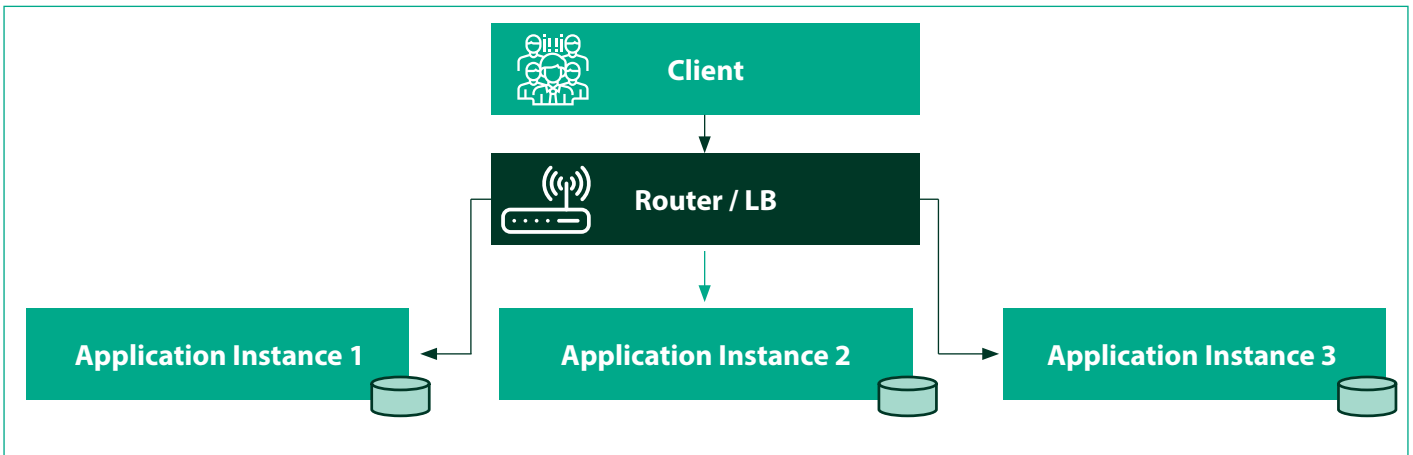 Client
Router / LB
Application Instance 1
Application Instance 2
Application Instance 3